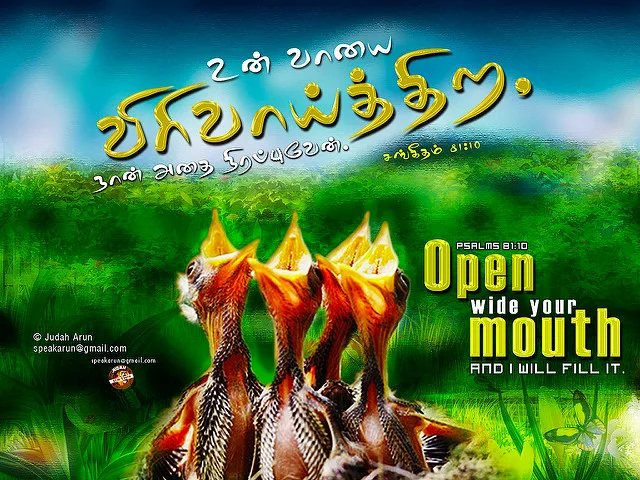 உன் வாயை
விரிவாய்த்திற.
நான் அதை நிரப்புவேன்.
சங்கீதம் 81:10
PSALMS 81:10
Open
wide your
mouth
AND I WILL FILL IT.
© Judah Arun
speakarun@gmail.com
speakarun@gmail.com